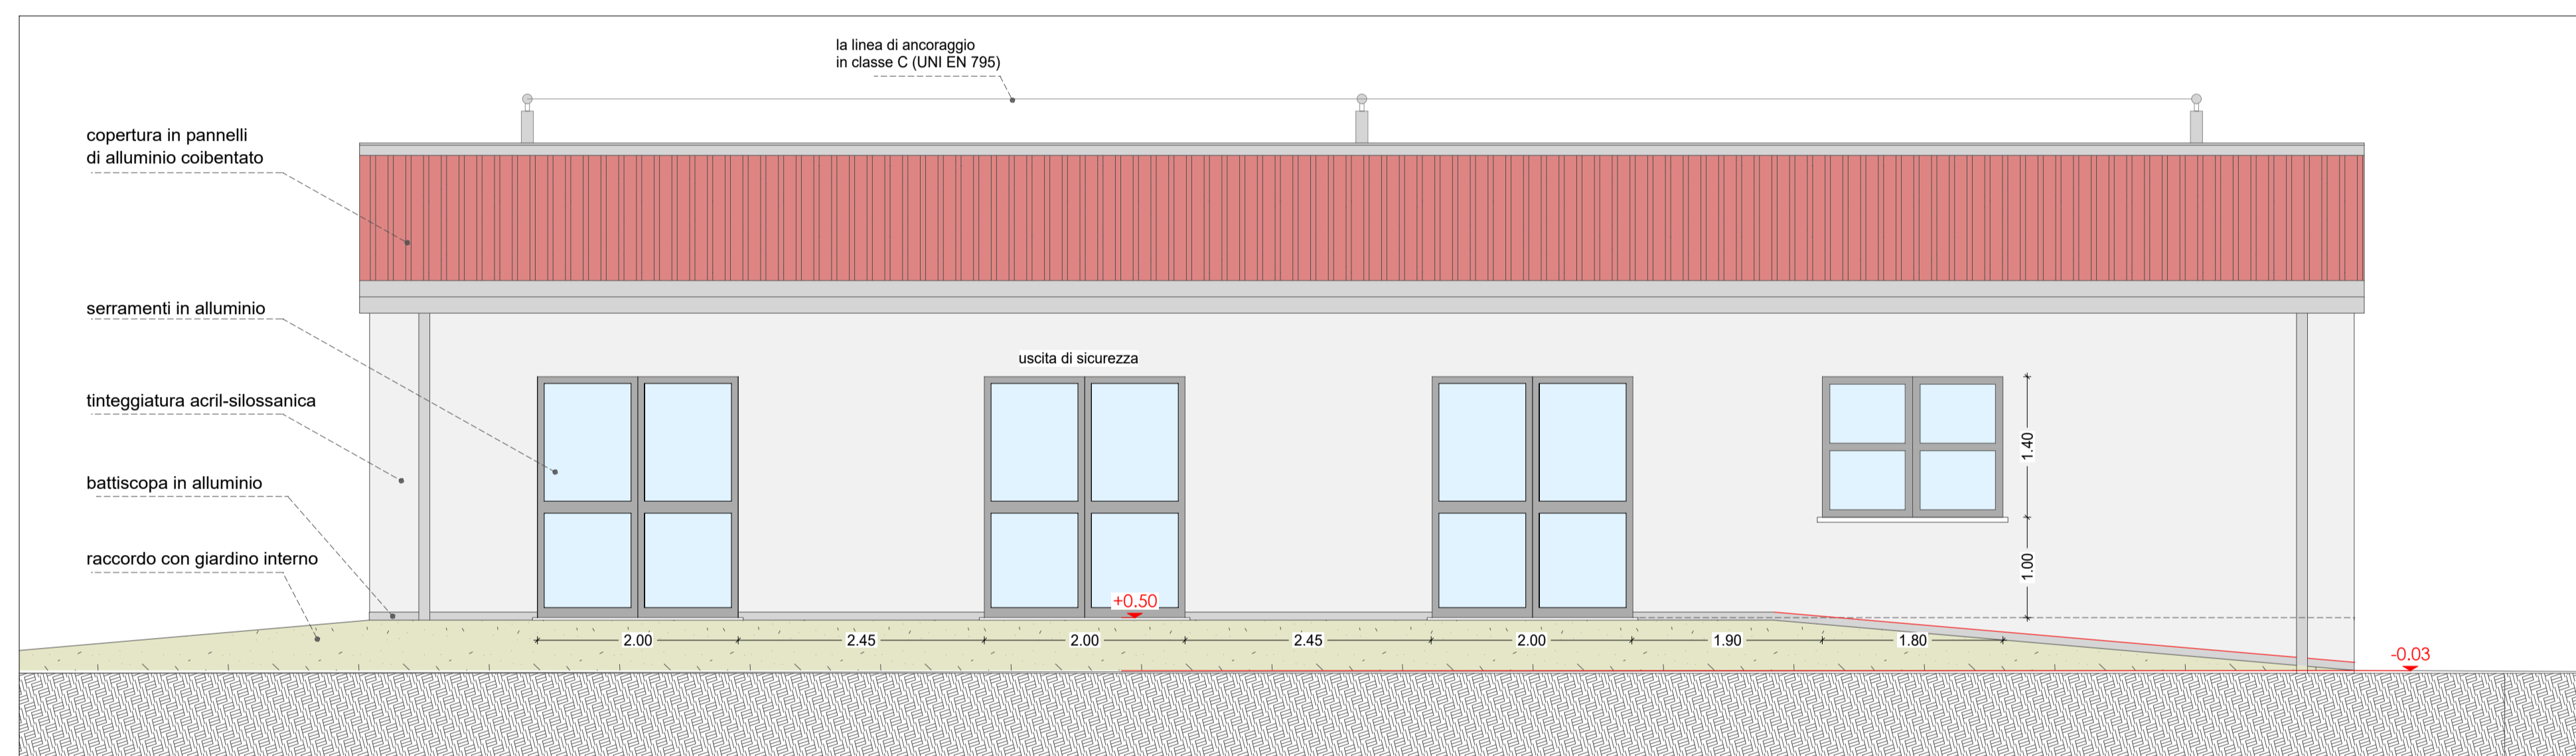 la linea di ancoraggio
in classe C (UNI EN 795)
copertura in pannelli
di alluminio coibentato
serramenti in alluminio
uscita di sicurezza
tinteggiatura acril-silossanica
1.40
battiscopa in alluminio
raccordo con giardino interno
1.00
+0.50
2.00
2.45
2.00
2.45
2.00
1.90
1.80
-0.03